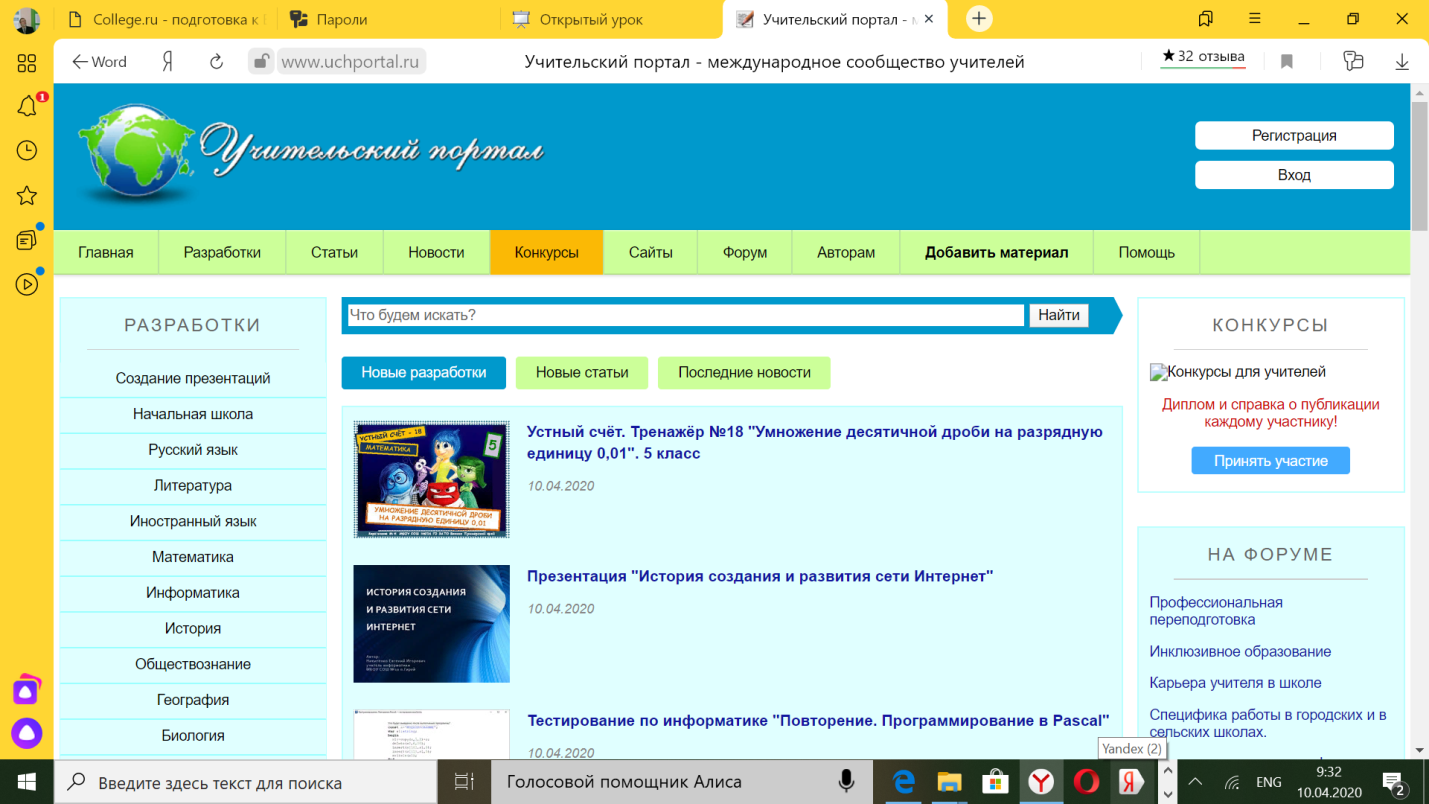 College.ru - подготовка к Е
Пароли
Открытый урок
Учительский портал - м
Word
www.uchportal.ru
Учительский портал - международное сообщество учителей
32 отзыва
1
Учительский портал
Регистрация
Вход
Главная
Разработки
Статьи
Новости
Конкурсы
Сайты
Форум
Авторам
Добавить материал
Помощь
РАЗРАБОТКИ
Создание презентаций
Начальная школа
Русский язык
Литература
Иностранный язык
Математика
Информатика
История
Обществознание
География
Биология
Что будем искать?
Найти
Новые разработки
Новые статьи
Последние новости
УСТНЫЙ СЧЁТ - 18
МАТЕМАТИКА
5
УМНОЖЕНИЕ ДЕСЯТИЧНОЙ ДРОБИ
НА РАЗРЯДНУЮ ЕДИНИЦУ 0,01
Устный счёт. Тренажёр №18 "Умножение десятичной дроби на разрядную
единицу 0,01". 5 класс
10.04.2020
ИСТОРИЯ СОЗДАНИЯ
И РАЗВИТИЯ СЕТИ
ИНТЕРНЕТ
Презентация "История создания и развития сети Интернет"
10.04.2020
Тестирование по информатике "Повторение. Программирование в Pascal"
10.04.2020
КОНКУРСЫ
Конкурсы для учителей
Диплом и справка о публикации
каждому участнику!
Принять участие
НА ФОРУМЕ
Профессиональная
переподготовка
Инклюзивное образование
Карьера учителя в школе
Специфика работы в городских и в
сельских школах.
Yandex (2)
Введите здесь текст для поиска
Голосовой помощник Алиса
ENG
9:32
10.04.2020
2